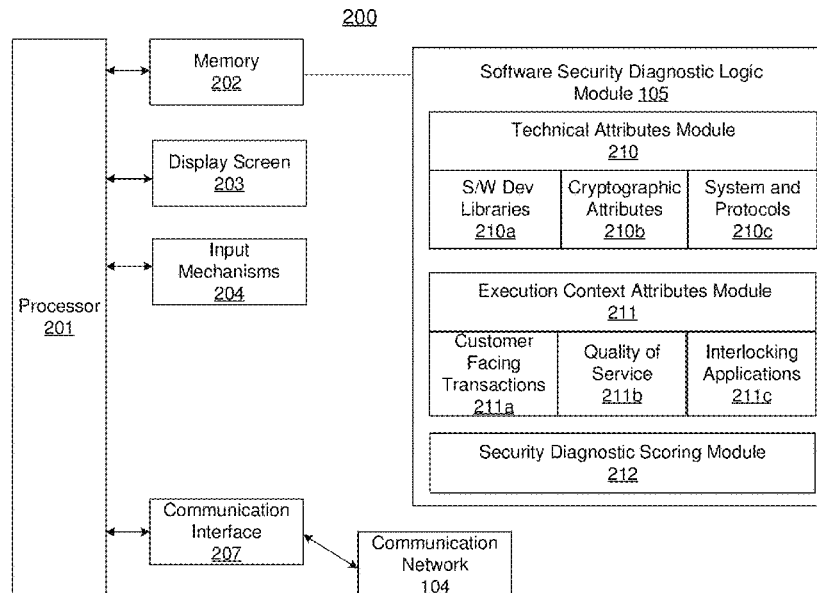 200
Processor
201
Memory
202
Display Screen
203
Input
Mechanisms
204
Communication
Interface
207
Communication
Network
104
Software Security Diagnostic Logic
Module 105
Technical Attributes Module
210
S/W Dev
Libraries
210a
Cryptographic
Attributes
210b
System and
Protocols
210c
Execution Context Attributes Module
211
Customer
Facing
Transactions
211a
Quality of
Service
211b
Interlocking
Applications
211c
Security Diagnostic Scoring Module
212